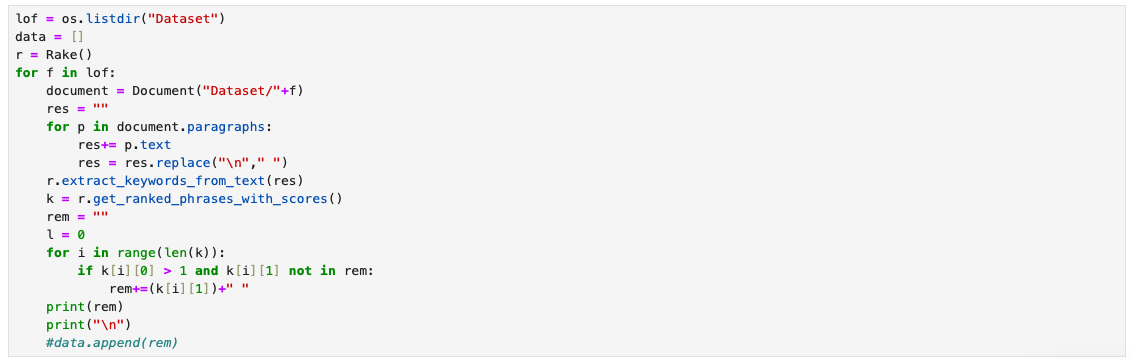 lof = os.listdir("Dataset")
data = []
r = Rake()
for f in lof:
    document = Document("Dataset/"+f)
    res = ""
    for p in document.paragraphs:
        res+= p.text
        res = res.replace("\n"," ")
    r.extract_keywords_from_text(res)
    k = r.get_ranked_phrases_with_scores()
    rem = ""
    l = 0
    for i in range(len(k)):
        if k[i][0] > 1 and k[i][1] not in rem:
            rem+=(k[i][1])+" "
    print(rem)
    print("\n")
    #data.append(rem)